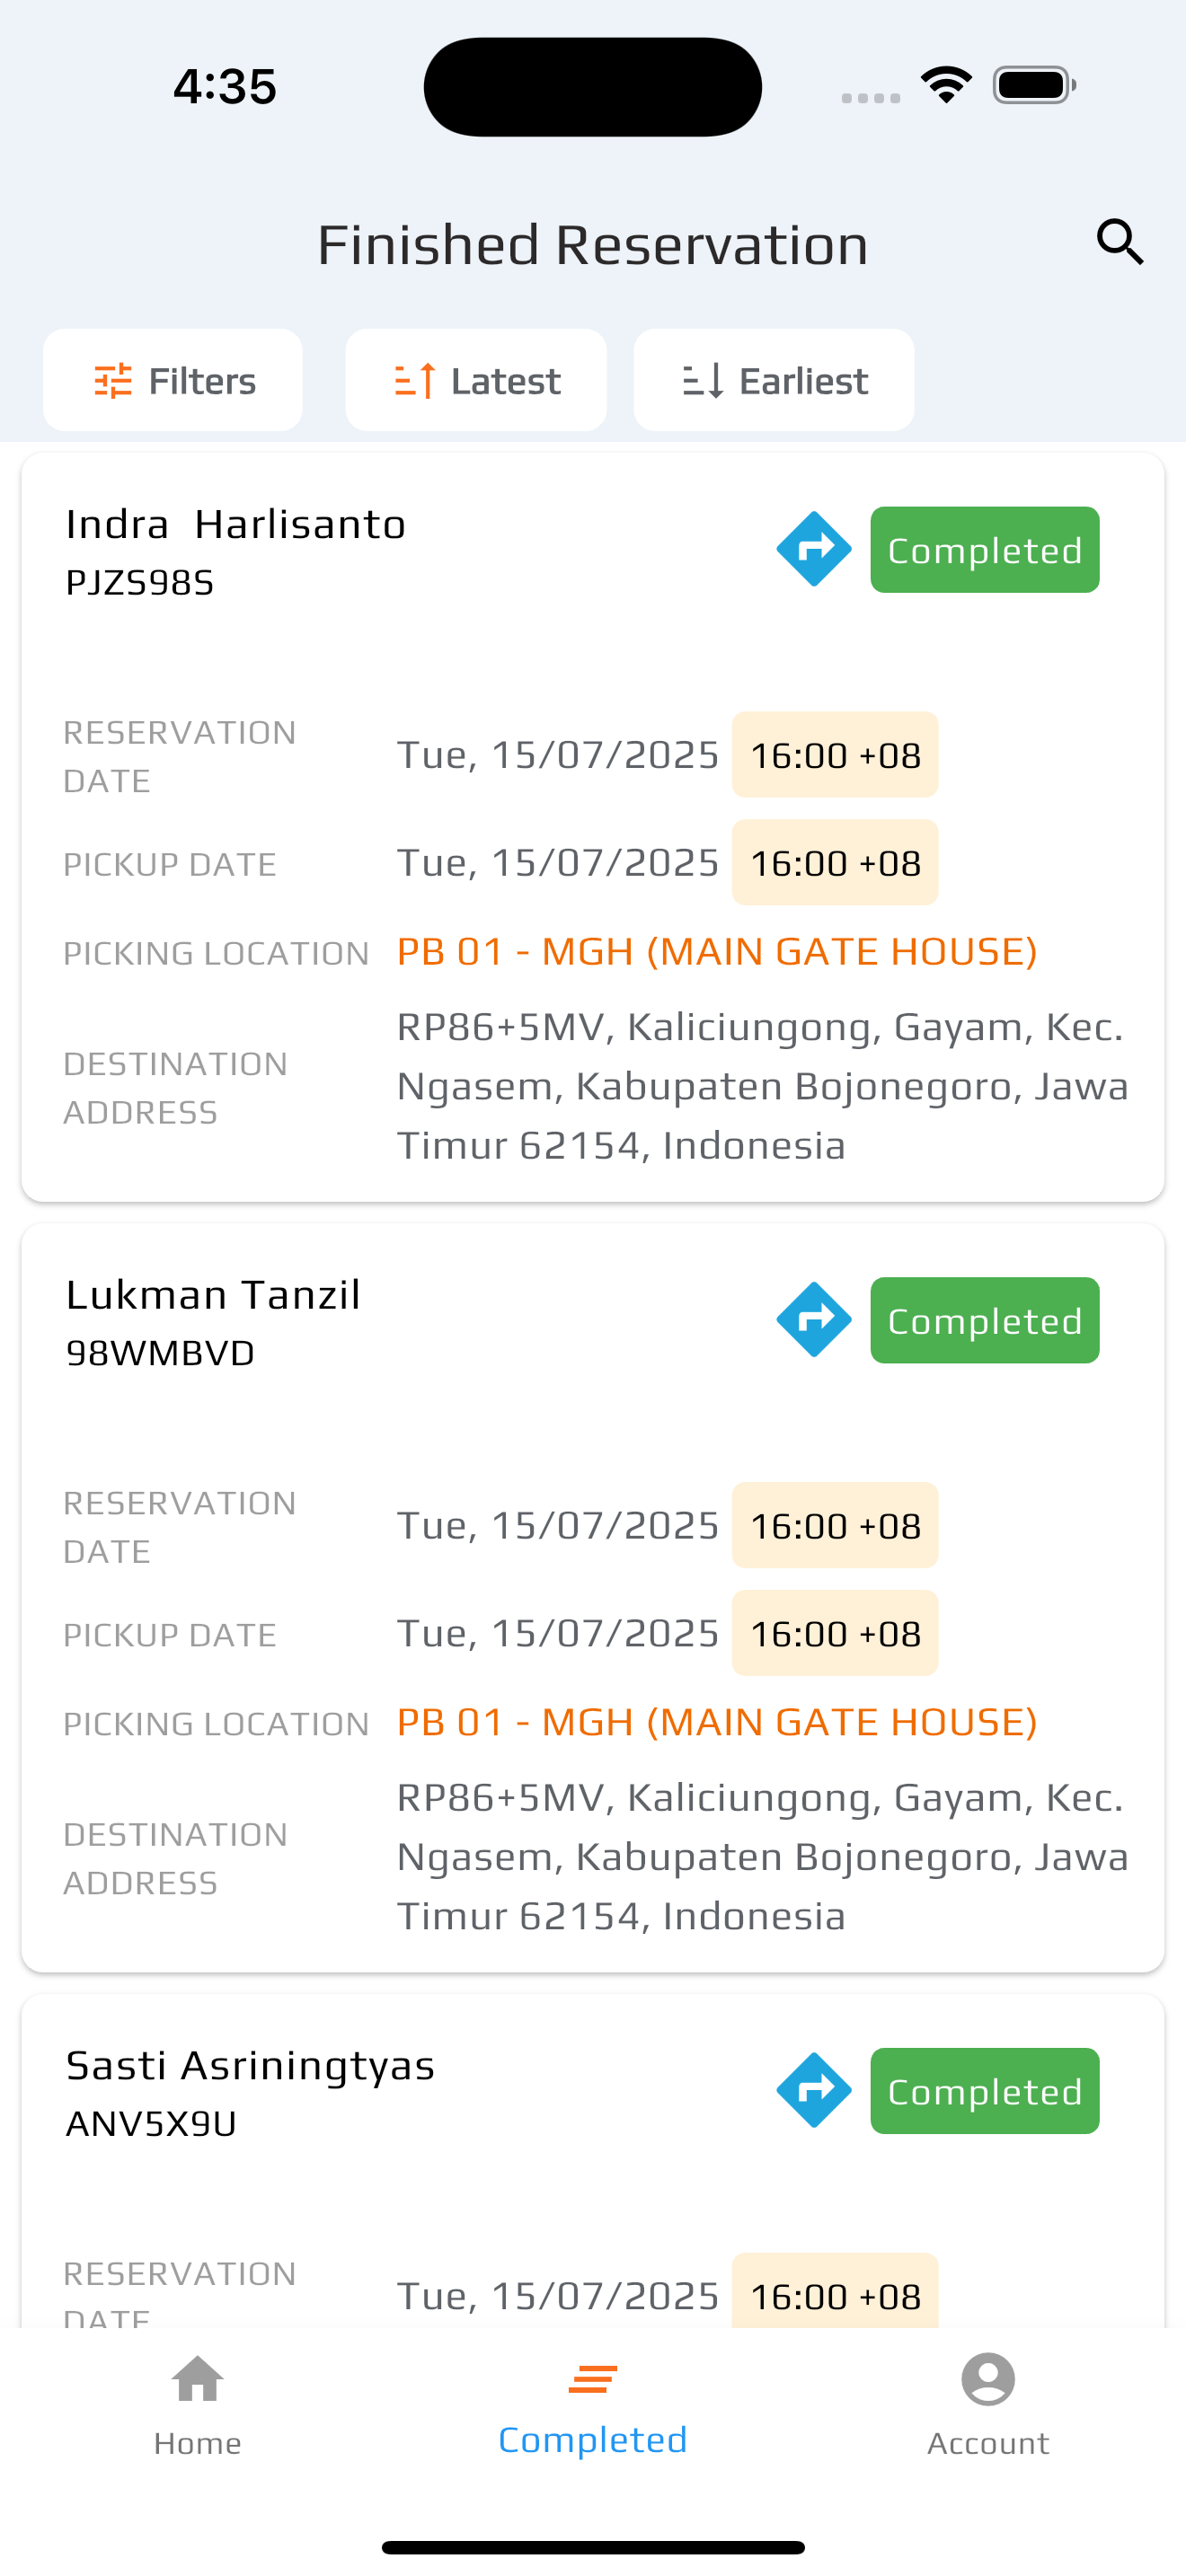 4:35
Finished Reservation
Filters
Latest
Earliest
Indra  Harlisanto
PJZS98S
Completed
RESERVATION
DATE
Tue, 15/07/2025
16:00 +08
PICKUP DATE
Tue, 15/07/2025
16:00 +08
PICKING LOCATION
PB 01 - MGH (MAIN GATE HOUSE)
DESTINATION
ADDRESS
RP86+5MV, Kaliciungong, Gayam, Kec.
Ngasem, Kabupaten Bojonegoro, Jawa
Timur 62154, Indonesia
Lukman Tanzil
98WMBVD
Completed
RESERVATION
DATE
Tue, 15/07/2025
16:00 +08
PICKUP DATE
Tue, 15/07/2025
16:00 +08
PICKING LOCATION
PB 01 - MGH (MAIN GATE HOUSE)
DESTINATION
ADDRESS
RP86+5MV, Kaliciungong, Gayam, Kec.
Ngasem, Kabupaten Bojonegoro, Jawa
Timur 62154, Indonesia
Sasti Asriningtyas
ANV5X9U
Completed
RESERVATION
DATE
Tue, 15/07/2025
16:00 +08
Home
Completed
Account